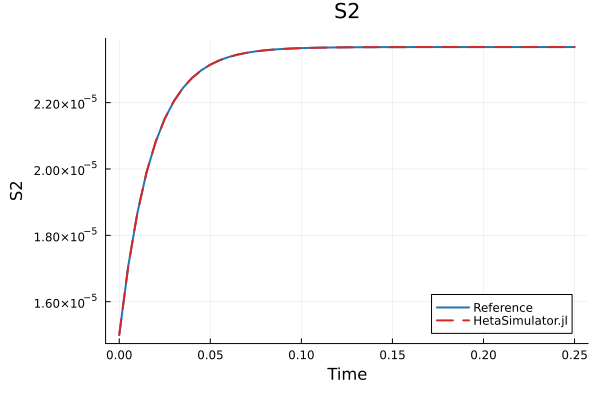 S2
2.20×10⁻⁵
2.00×10⁻⁵
1.80×10⁻⁵
1.60×10⁻⁵
S2
Reference
HetaSimulator.jl
0.00 0.05 0.10 0.15 0.20 0.25
Time